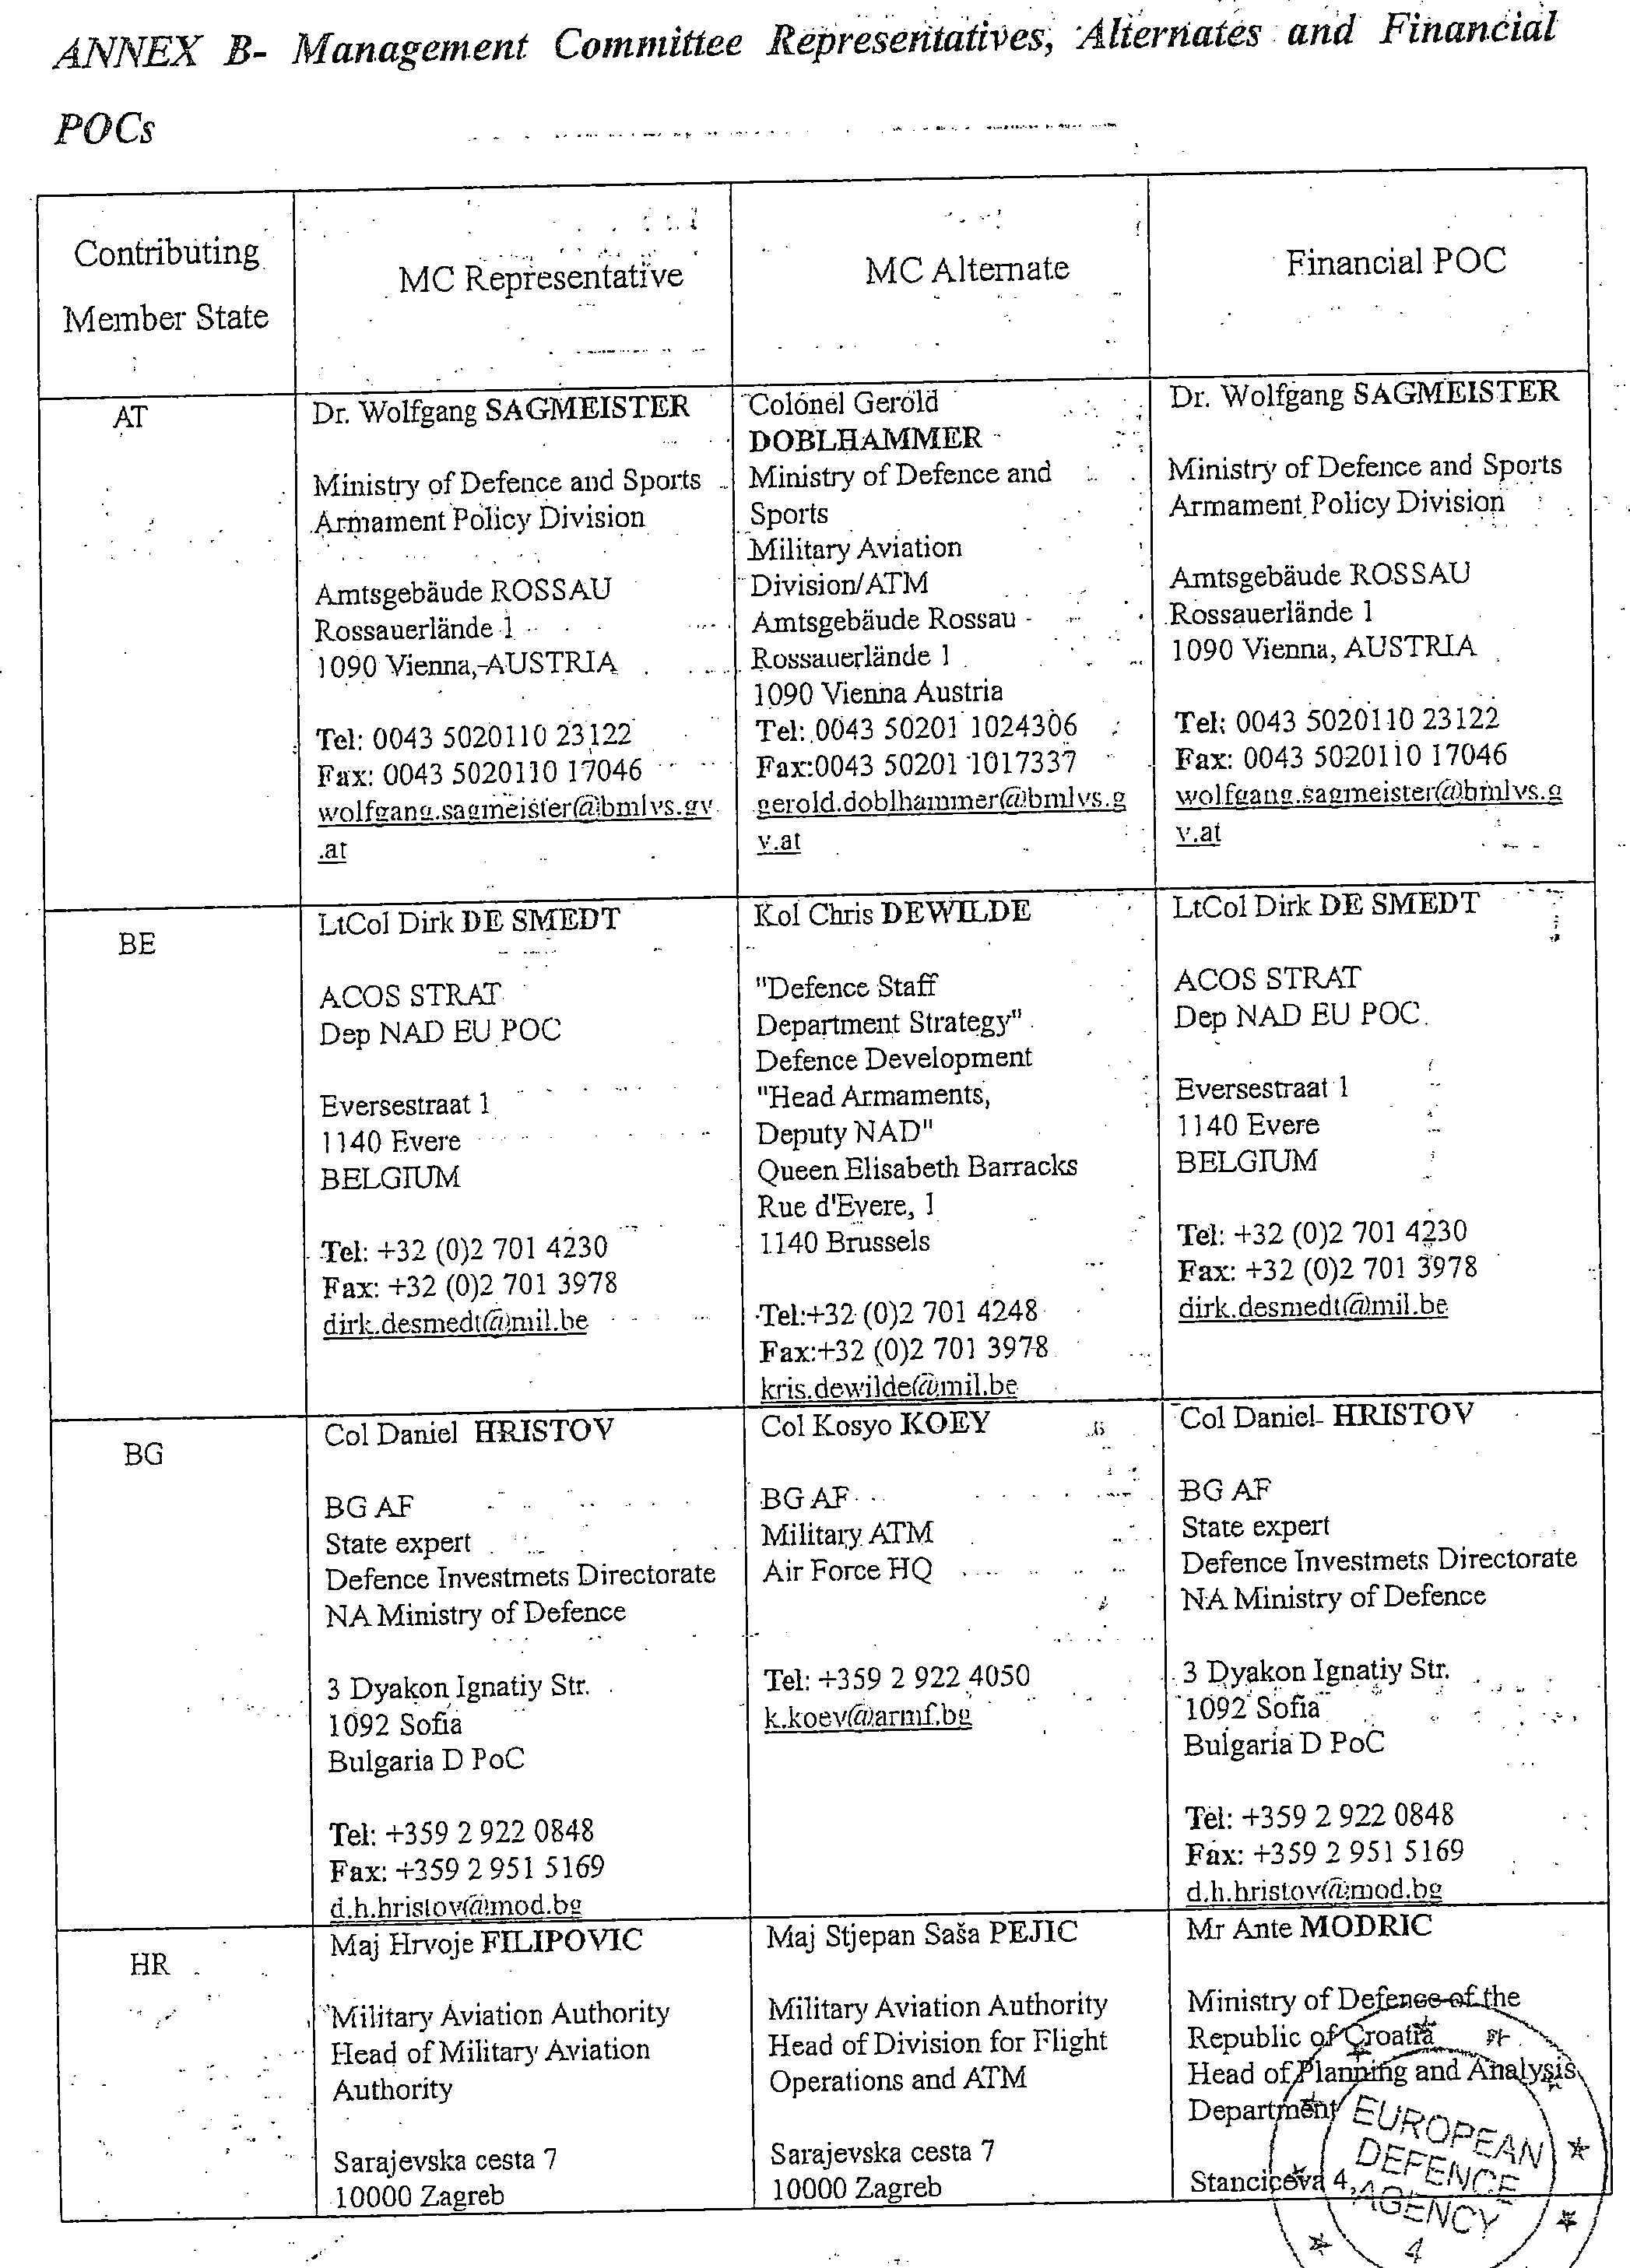 ANNEX B- Management Committee Representatives, Alternates and Financial
POCs
Contributing
Member State
MC Representative
MC Alternate
Financial POC
AT
Dr. Wolfgang SAGMEISTER
Ministry of Defence and Sports
Armament Policy Division
Amtsgebäude ROSSAU
Rossauerlände 1
1090 Vienna, AUSTRIA
Tel: 0043 5020110 23122
Fax: 0043 5020110 17046
wolfgang.sagmeister@bmlvs.gv
.at
Colonel Gerold
DOBLHAMMER
Ministry of Defence and
Sports
Military Aviation
Division/ATM
Amtsgebäude Rossau
Rossauerlände 1
1090 Vienna Austria
Tel: 0043 50201 1024306
Fax:0043 50201 1017337
gerold.doblhammer@bmlvs.g
v.at
Dr. Wolfgang SAGMEISTER
Ministry of Defence and Sports
Armament Policy Division
Amtsgebäude ROSSAU
Rossauerlände 1
1090 Vienna, AUSTRIA
Tel: 0043 5020110 23122
Fax: 0043 5020110 17046
wolfgang.sagmeister@bmlvs.g
v.at
BE
LtCol Dirk DE SMEDT
ACOS STRAT
Dep NAD EU POC
Eversestraat 1
1140 Evere
BELGIUM
Tel: +32 (0)2 701 4230
Fax: +32 (0)2 701 3978
dirk.desmedt@mil.be
Kol Chris DEWILDE
"Defence Staff
Department Strategy"
Defence Development
"Head Armaments,
Deputy NAD"
Queen Elisabeth Barracks
Rue d'Evere, 1
1140 Brussels
Tel:+32 (0)2 701 4248
Fax:+32 (0)2 701 3978
kris.dewilde@mil.be
LtCol Dirk DE SMEDT
ACOS STRAT
Dep NAD EU POC
Eversestraat 1
1140 Evere
BELGIUM
Tel: +32 (0)2 701 4230
Fax: +32 (0)2 701 3978
dirk.desmedt@mil.be
BG
Col Daniel HRISTOV
BG AF
State expert
Defence Investmets Directorate
NA Ministry of Defence
3 Dyakon Ignatiy Str.
1092 Sofia
Bulgaria D PoC
Tel: +359 2 922 0848
Fax: +359 2 951 5169
d.h.hristov@mod.bg
Col Kosyo KOEV
BG AF
Military ATM
Air Force HQ
Tel: +359 2 922 4050
k.koev@armf.bg
Col Daniel HRISTOV
BG AF
State expert
Defence Investmets Directorate
NA Ministry of Defence
3 Dyakon Ignatiy Str.
1092 Sofia
Bulgaria D PoC
Tel: +359 2 922 0848
Fax: +359 2 951 5169
d.h.hristov@mod.bg
HR
Maj Hrvoje FILIPOVIC
Military Aviation Authority
Head of Military Aviation
Authority
Sarajevska cesta 7
10000 Zagreb
Maj Stjepan Saša PEJIC
Military Aviation Authority
Head of Division for Flight
Operations and ATM
Sarajevska cesta 7
10000 Zagreb
Mr Ante MODRIC
Ministry of Defence of the
Republic of Croatia
Head of Planning and Analysis
Department
Stanciceva 4,
EUROPEAN
DEFENCE
AGENCY
4